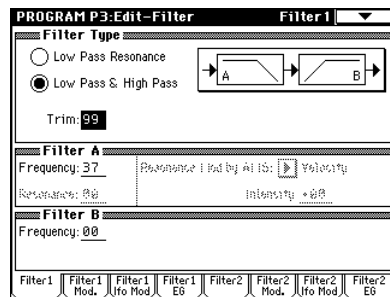 PROGRAM P3:Edit-Filter Filter1
Filter Type
Low Pass Resonance
Low Pass & High Pass
A B
Trim: 99
Filter A
Frequency: 37 Resonance Mod by AMS: Velocity
Resonance: 00 Intensity +00
Filter B
Frequency: 00
Filter1 Filter1 Mod. Filter1 lfo Mod. Filter1 EG Filter2 Filter2 Mod. Filter2 lfo Mod. Filter2 EG